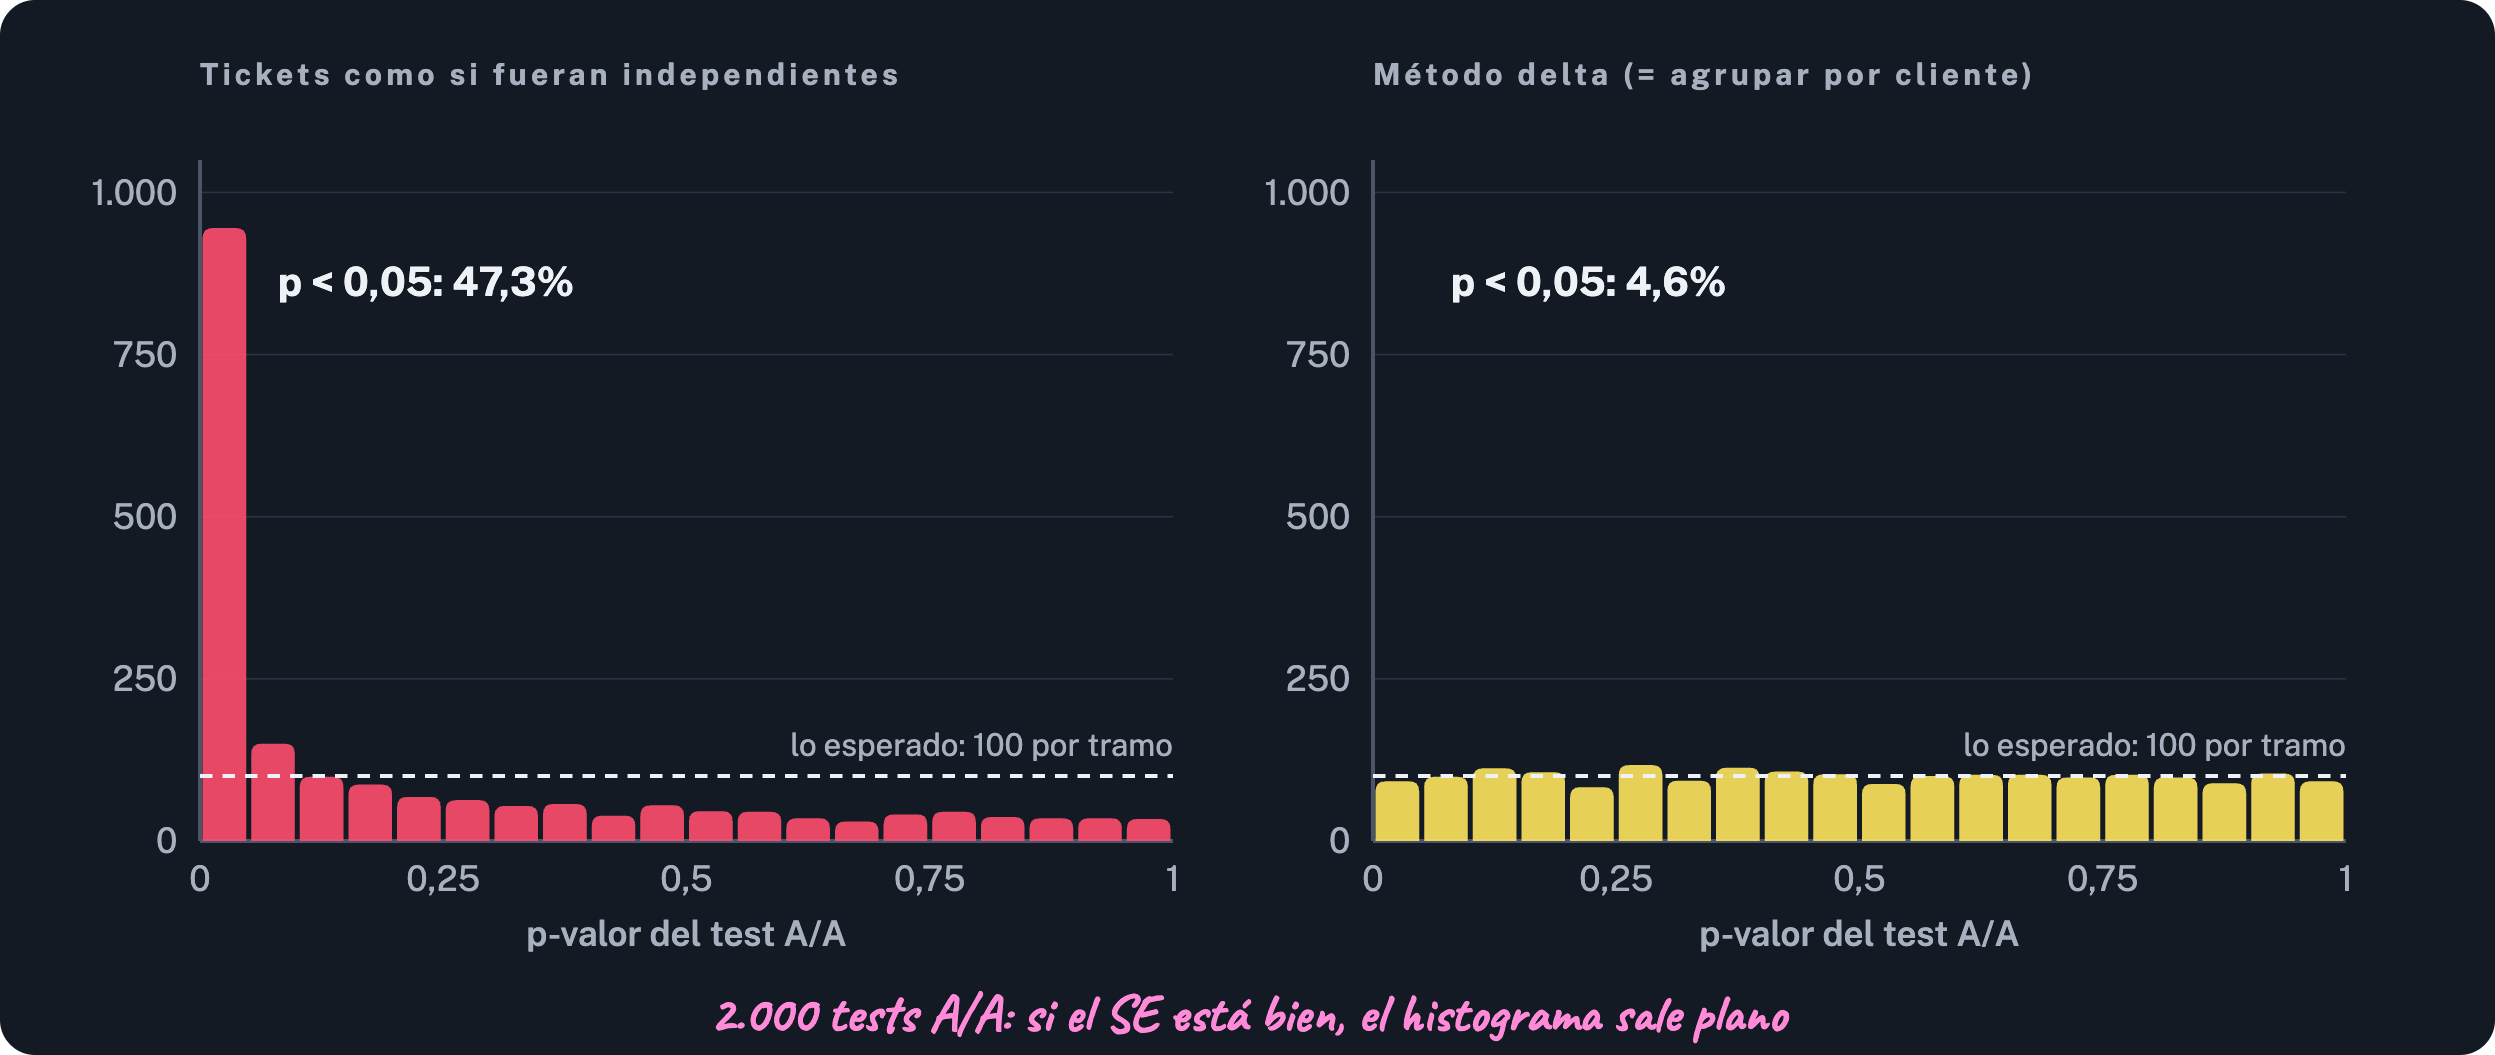 Tickets como si fueran independientes
1.000
750
500
250
0
p < 0,05: 47,3%
lo esperado: 100 por tramo
0 0,25 0,5 0,75 1
p-valor del test A/A
Método delta (= agrupar por cliente)
1.000
750
500
250
0
p < 0,05: 4,6%
lo esperado: 100 por tramo
0 0,25 0,5 0,75 1
p-valor del test A/A
2.000 tests A/A: si el SE está bien, el histograma sale plano